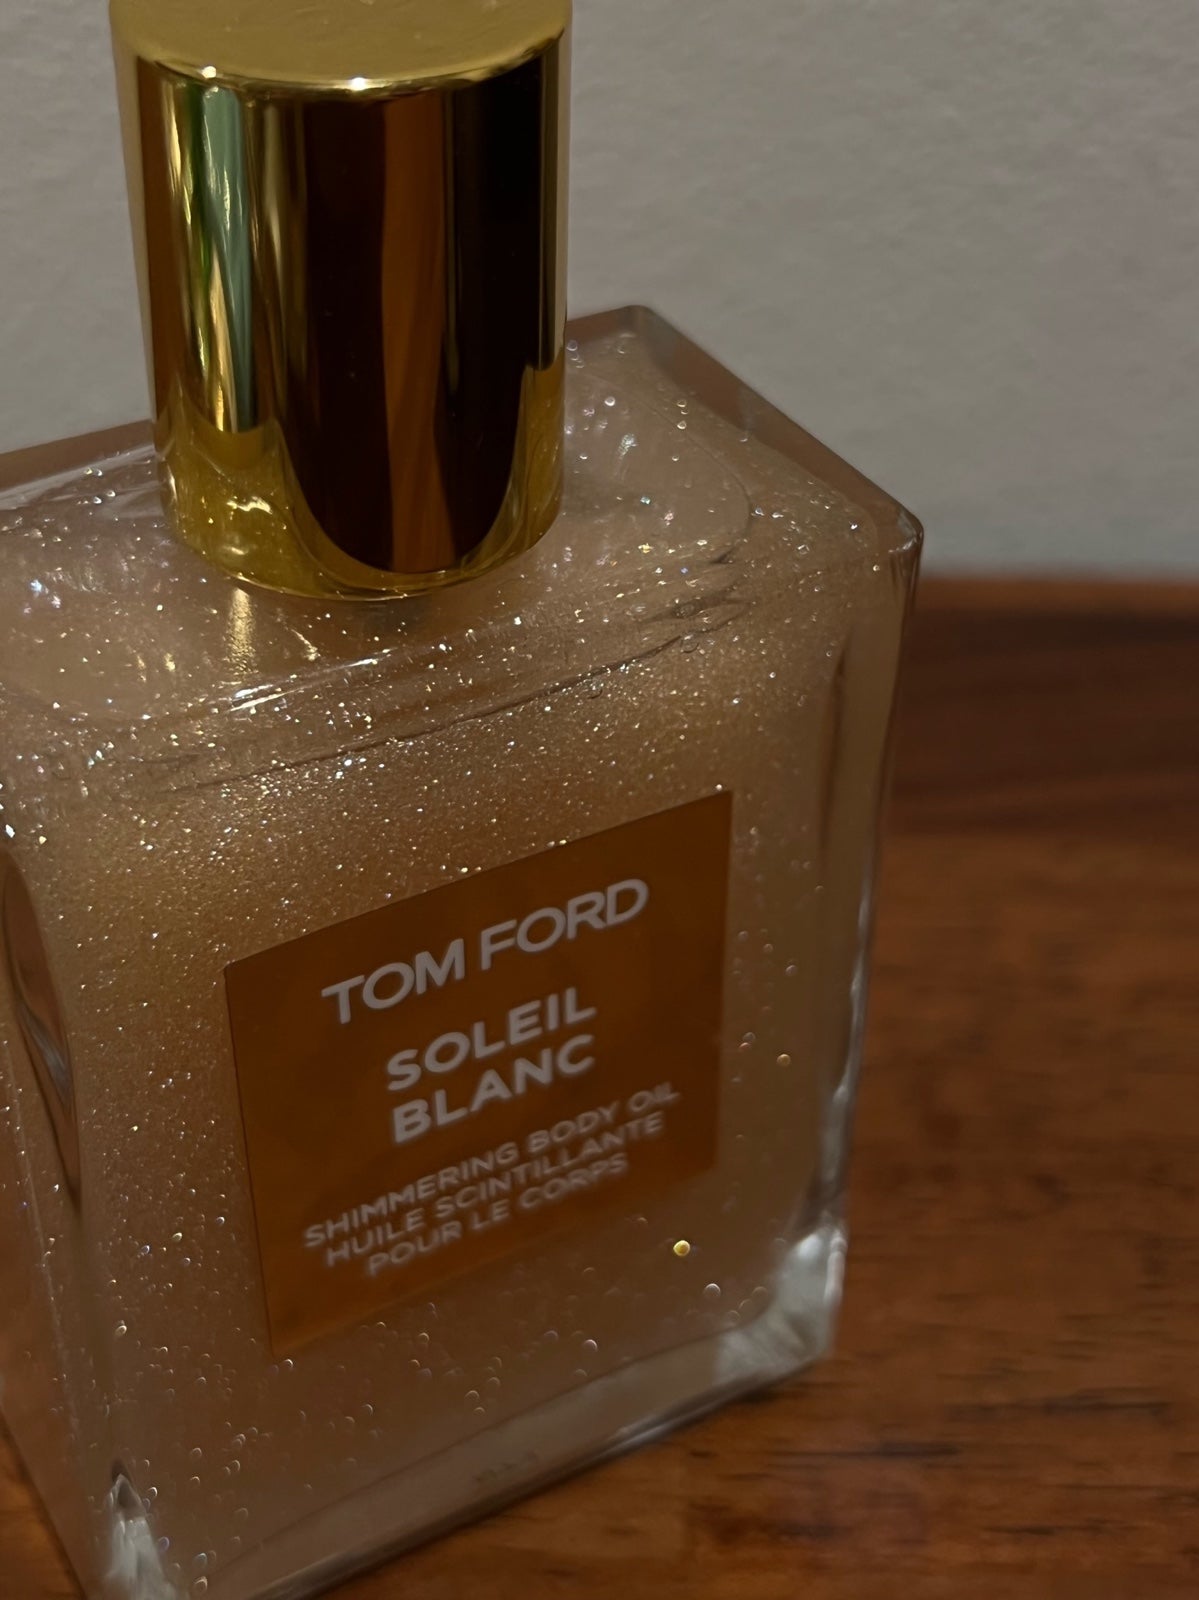 TOM FORD
SOLEIL
BLANC
SHIMMERING BODY OIL
HUILE SCINTILLANTE
POUR LE CORPS